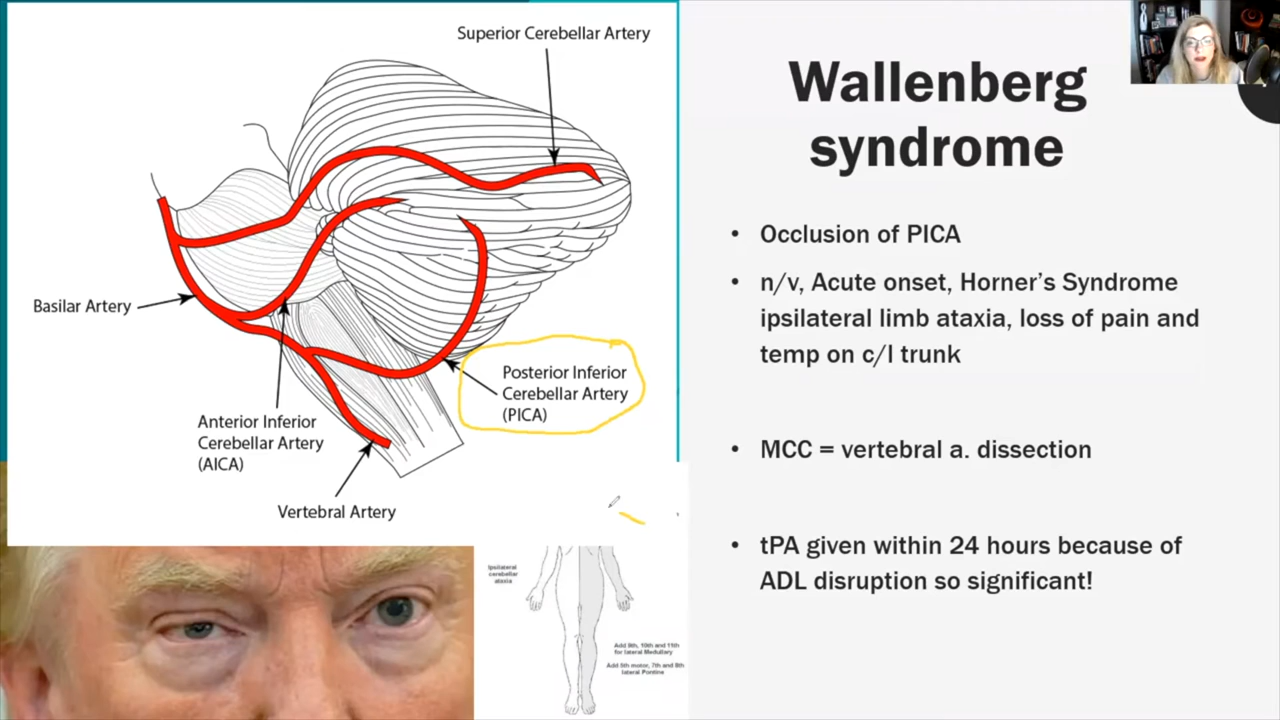 Superior Cerebellar Artery
Basilar Artery
Posterior Inferior
Cerebellar Artery
(PICA)
Anterior Inferior
Cerebellar Artery
(AICA)
Vertebral Artery
Ipsilateral
cerebellar
ataxia
Add 8th, 10th and 11th
for lateral Medullary
Add 5th motor, 7th and 8th
lateral Pontine
Wallenberg
syndrome
• Occlusion of PICA
• n/v, Acute onset, Horner's Syndrome
ipsilateral limb ataxia, loss of pain and
temp on c/l trunk
• MCC = vertebral a. dissection
• tPA given within 24 hours because of
ADL disruption so significant!